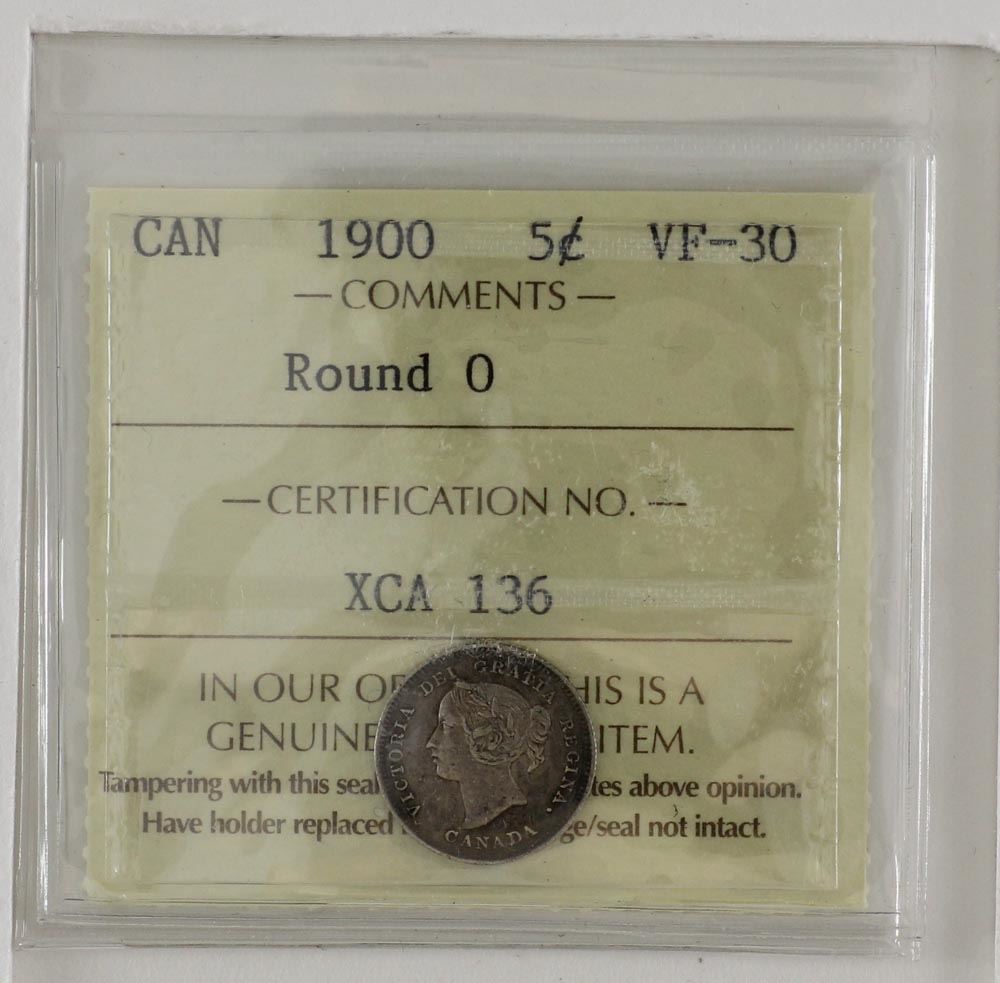 CAN 1900 5¢ VF-30
— COMMENTS —
Round 0
— CERTIFICATION NO. —
XCA 136
IN OUR OP HIS IS A
GENUINE ITEM.
Tampering with this seal tes above opinion.
Have holder replaced ge/seal not intact.
VICTORIA DEI GRATIA REGINA.
CANADA